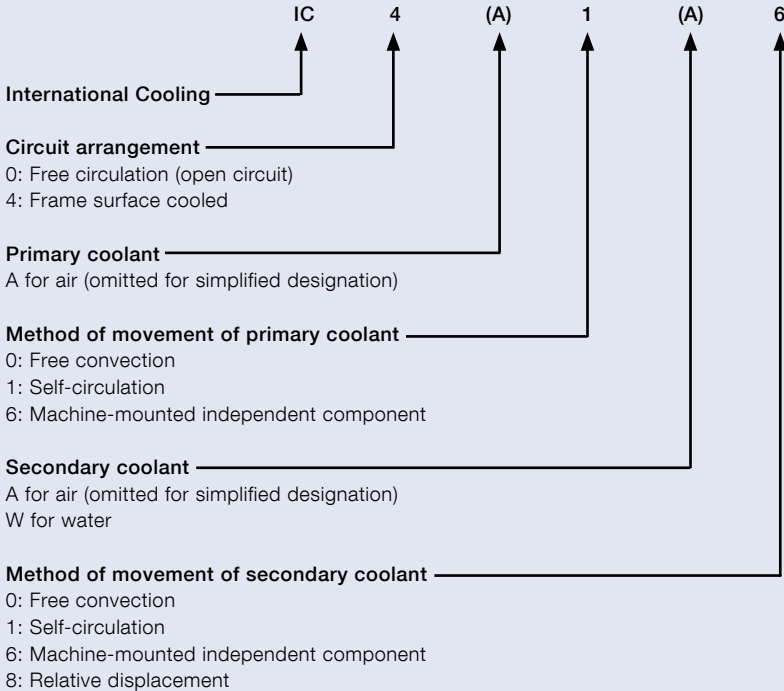 IC 4 (A) 1 (A) 6
International Cooling
Circuit arrangement
0: Free circulation (open circuit)
4: Frame surface cooled
Primary coolant
A for air (omitted for simplified designation)
Method of movement of primary coolant
0: Free convection
1: Self-circulation
6: Machine-mounted independent component
Secondary coolant
A for air (omitted for simplified designation)
W for water
Method of movement of secondary coolant
0: Free convection
1: Self-circulation
6: Machine-mounted independent component
8: Relative displacement